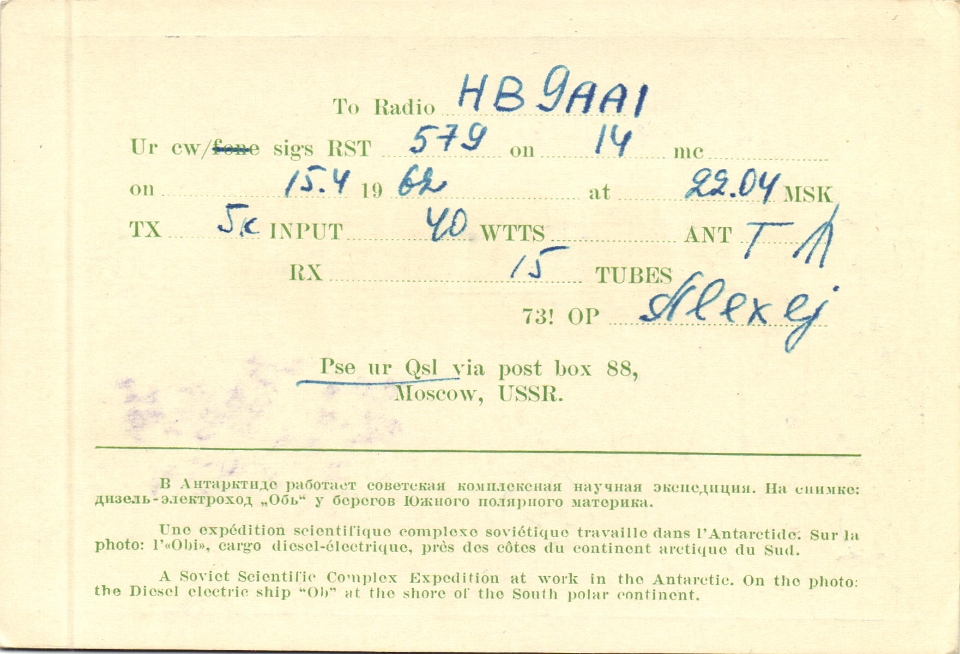 To Radio HB9AAI
Ur cw/fone sigs RST 579 on 14 mc
on 15.4 1962 at 22.04 MSK
TX 5k INPUT 40 WTTS ANT T Л
RX 15 TUBES
73! OP Alexej
Pse ur Qsl via post box 88,
Moscow, USSR.
В Антарктиде работает советская комплексная научная экспедиция. На снимке:
дизель-электроход „Обь“ у берегов Южного полярного материка.
Une expédition scientifique complexe soviétique travaille dans l'Antarctide. Sur la
photo: l'«Obi», cargo diesel-électrique, près des côtes du continent arctique du Sud.
A Soviet Scientific Complex Expedition at work in the Antarctic. On the photo:
the Diesel electric ship “Ob” at the shore of the South polar continent.